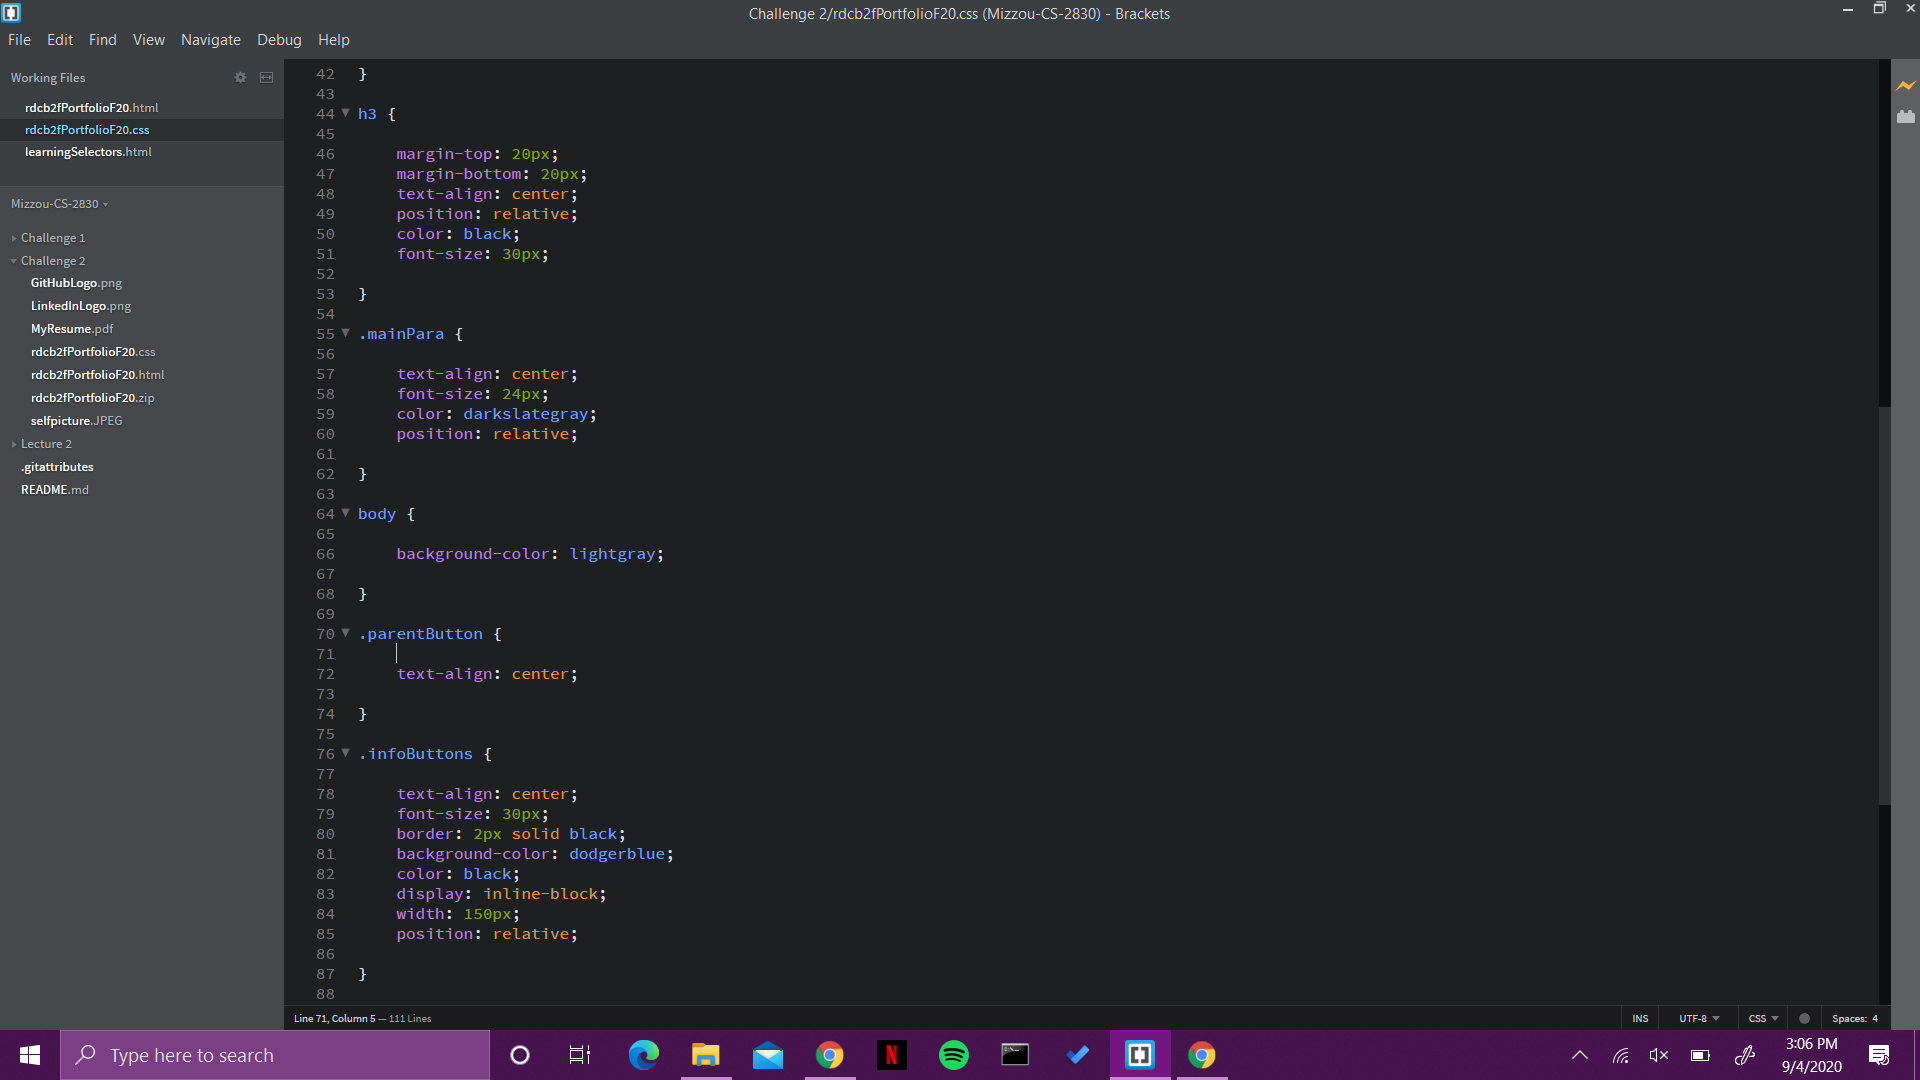 Challenge 2/rdcb2fPortfolioF20.css (Mizzou-CS-2830) - Brackets
File Edit Find View Navigate Debug Help
Working Files
rdcb2fPortfolioF20.html
rdcb2fPortfolioF20.css
learningSelectors.html
Mizzou-CS-2830
Challenge 1
Challenge 2
GitHubLogo.png
LinkedInLogo.png
MyResume.pdf
rdcb2fPortfolioF20.css
rdcb2fPortfolioF20.html
rdcb2fPortfolioF20.zip
selfpicture.JPEG
Lecture 2
.gitattributes
README.md
42 }
43
44 h3 {
45
46 margin-top: 20px;
47 margin-bottom: 20px;
48 text-align: center;
49 position: relative;
50 color: black;
51 font-size: 30px;
52
53 }
54
55 .mainPara {
56
57 text-align: center;
58 font-size: 24px;
59 color: darkslategray;
60 position: relative;
61
62 }
63
64 body {
65
66 background-color: lightgray;
67
68 }
69
70 .parentButton {
71
72 text-align: center;
73
74 }
75
76 .infoButtons {
77
78 text-align: center;
79 font-size: 30px;
80 border: 2px solid black;
81 background-color: dodgerblue;
82 color: black;
83 display: inline-block;
84 width: 150px;
85 position: relative;
86
87 }
88
Line 71, Column 5 — 111 Lines
INS UTF-8 CSS Spaces: 4
Type here to search
N
3:06 PM
9/4/2020